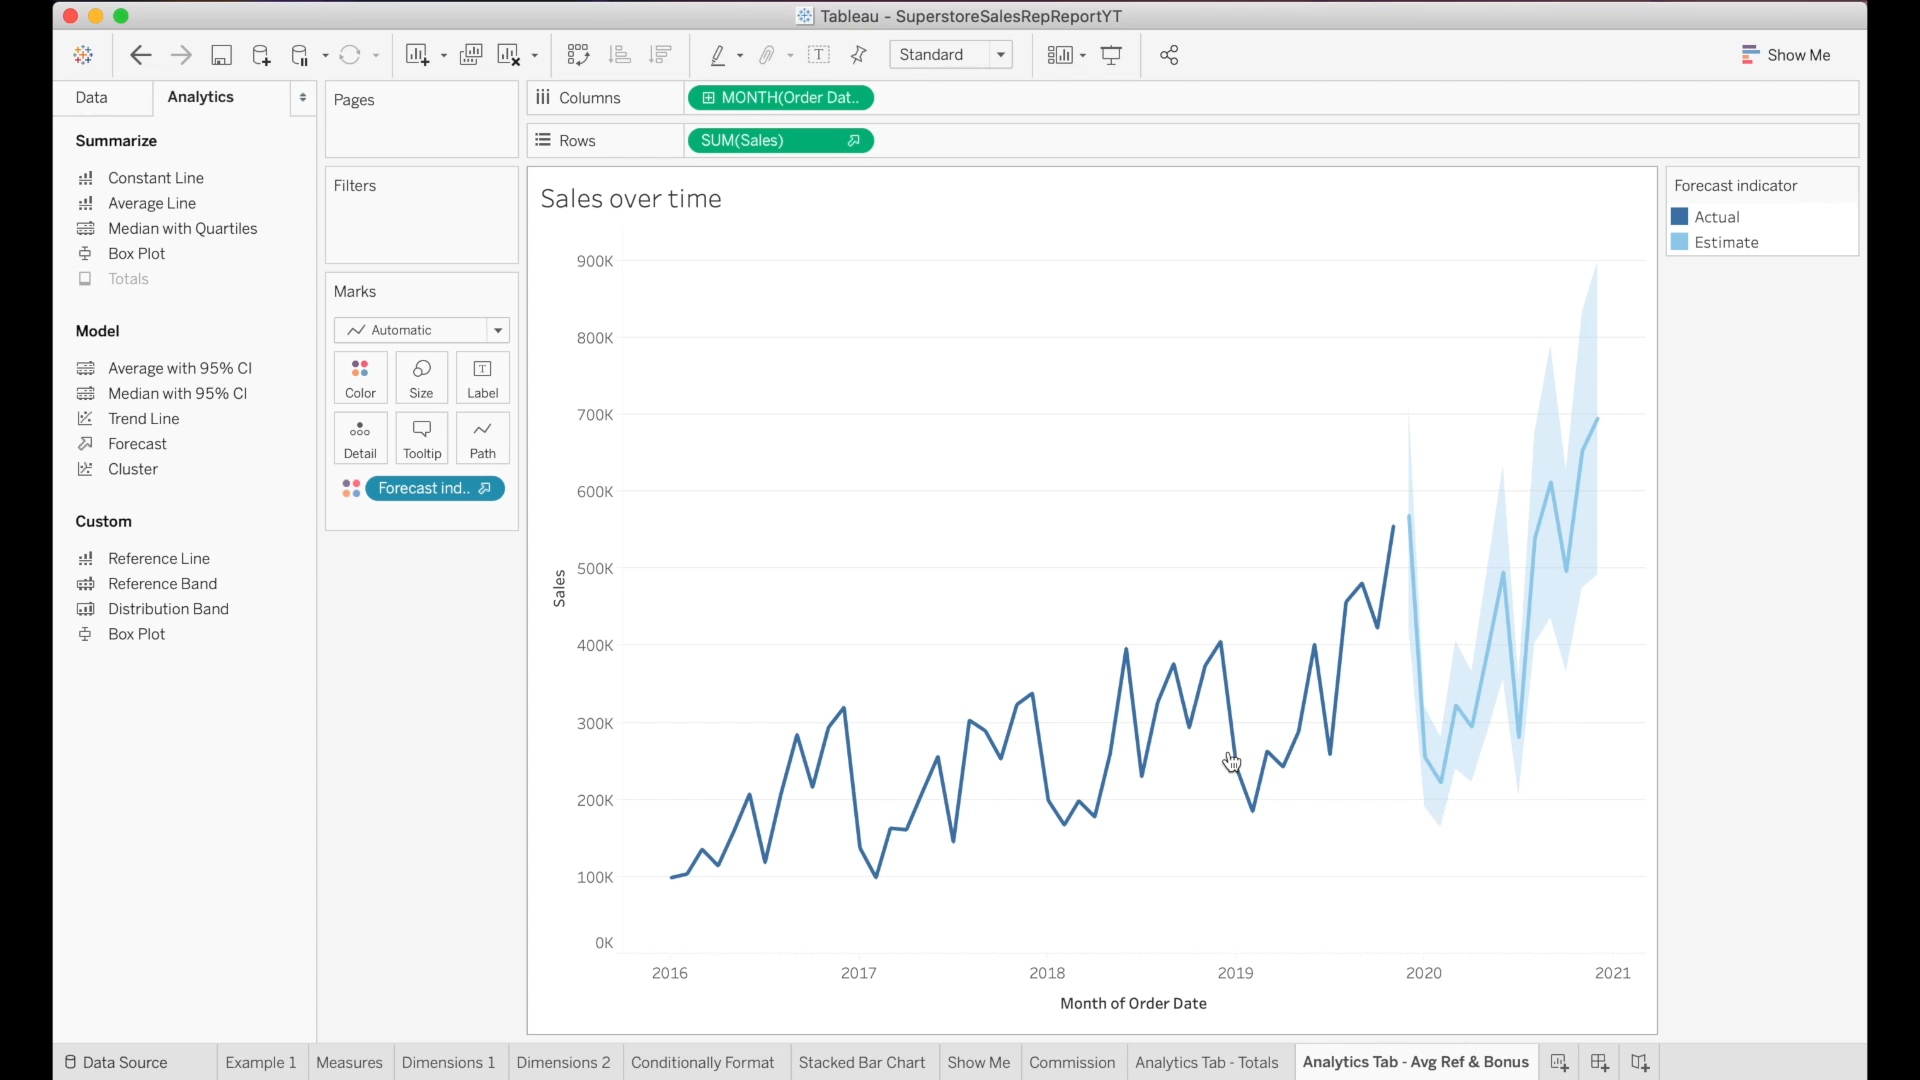 Tableau - SuperstoreSalesRepReportYT
Standard
Show Me
Data
Analytics
Summarize
Constant Line
Average Line
Median with Quartiles
Box Plot
Totals
Model
Average with 95% CI
Median with 95% CI
Trend Line
Forecast
Cluster
Custom
Reference Line
Reference Band
Distribution Band
Box Plot
Pages
Filters
Marks
Automatic
Color
Size
Label
Detail
Tooltip
Path
Forecast ind..
Columns
MONTH(Order Dat..
Rows
SUM(Sales)
Sales over time
900K
800K
700K
600K
500K
400K
300K
200K
100K
0K
Sales
2016
2017
2018
2019
2020
2021
Month of Order Date
Forecast indicator
Actual
Estimate
Data Source
Example 1
Measures
Dimensions 1
Dimensions 2
Conditionally Format
Stacked Bar Chart
Show Me
Commission
Analytics Tab - Totals
Analytics Tab - Avg Ref & Bonus